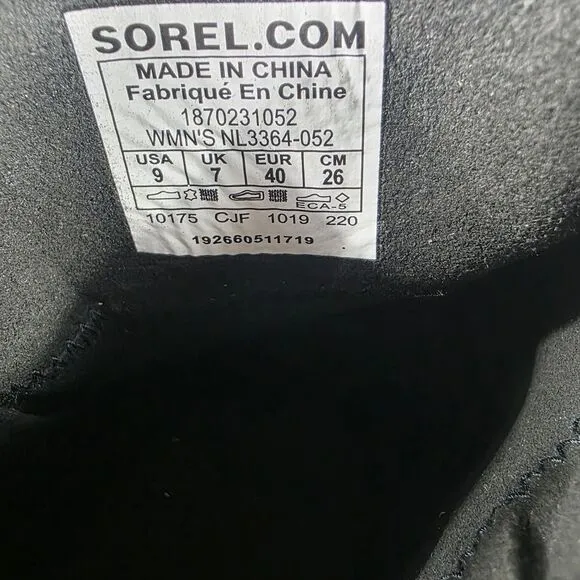 SOREL.COM
MADE IN CHINA
Fabriqué En Chine
1870231052
WMN'S NL3364-052
USA UK EUR CM
9 7 40 26
ECA-5
10175 CJF 1019 220
192660511719